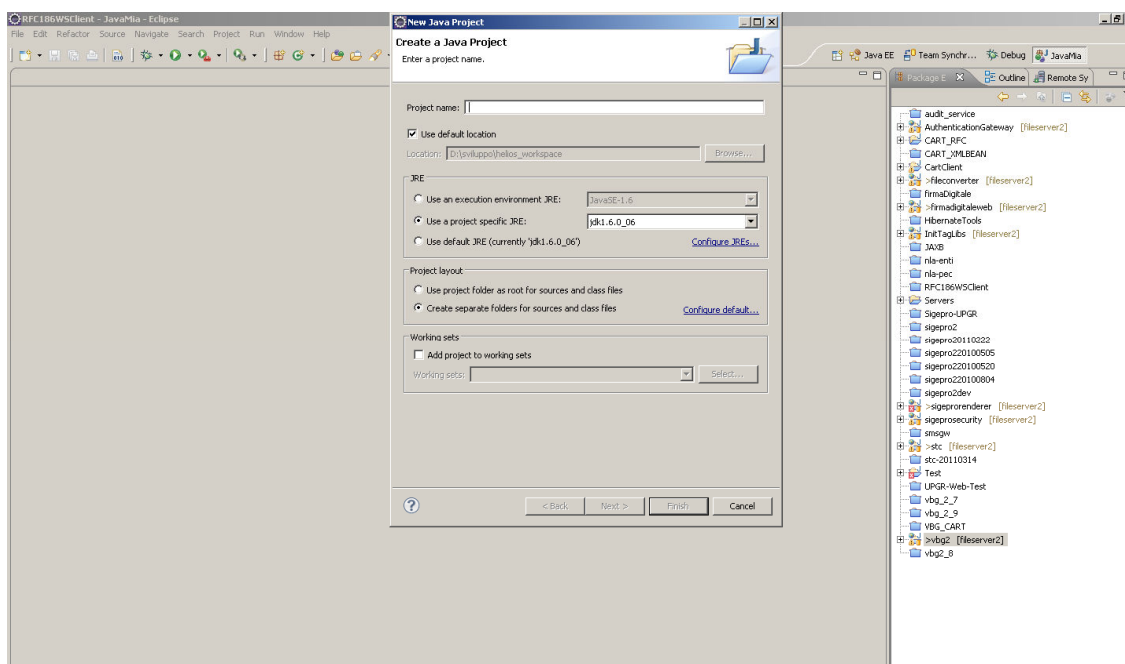 RFC186WSClient - JavaMia - Eclipse
File Edit Refactor Source Navigate Search Project Run Window Help
Java EE Team Synchr... Debug JavaMia
New Java Project
Create a Java Project
Enter a project name.
Project name:
Use default location
Location: D:\sviluppo\helios_workspace Browse...
JRE
Use an execution environment JRE: JavaSE-1.6
Use a project specific JRE: jdk1.6.0_06
Use default JRE (currently 'jdk1.6.0_06') Configure JREs...
Project layout
Use project folder as root for sources and class files
Create separate folders for sources and class files Configure default...
Working sets
Add project to working sets
Working sets: Select...
< Back Next > Finish Cancel
Package E Outline Remote Sy
audit_service
AuthenticationGateway [fileserver2]
CART_RFC
CART_XMLBEAN
CartClient
>fileconverter [fileserver2]
firmaDigitale
>firmadigitaleweb [fileserver2]
HibernateTools
InitTagLibs [fileserver2]
JAXB
nla-enti
nla-pec
RFC186WSClient
Servers
Sigepro-UPGR
sigepro2
sigepro20110222
sigepro220100505
sigepro220100520
sigepro220100804
sigepro2dev
>sigeprorenderer [fileserver2]
sigeprosecurity [fileserver2]
smsgw
>stc [fileserver2]
stc-20110314
Test
UPGR-Web-Test
vbg_2_7
vbg_2_9
VBG_CART
>vbg2 [fileserver2]
vbg2_8